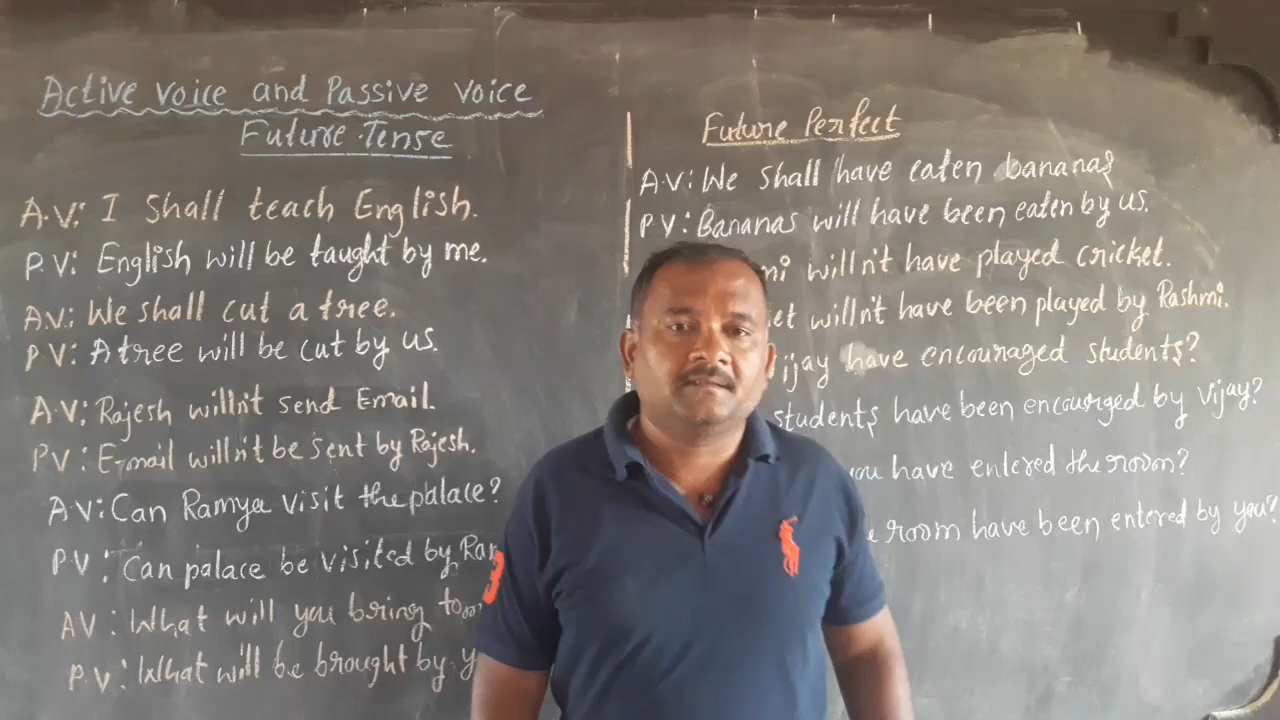 Active Voice and Passive Voice
Future Tense
A.V: I shall teach English.
P.V: English will be taught by me.
A.V: We shall cut a tree.
P.V: A tree will be cut by us.
A.V: Rajesh willn't send Email.
P.V: E-mail willn't be sent by Rajesh.
A.V: Can Ramya visit the palace?
P.V: Can palace be visited by
A.V: What will you bring
P.V: What will be brought by
Future Perfect
A.V: We shall have eaten bananas
P.V: Bananas will have been eaten by us.
willn't have played cricket.
willn't have been played by Rashmi.
have encouraged students?
students have been encourged by Vijay?
have entered the room?
room have been entered by you?
3